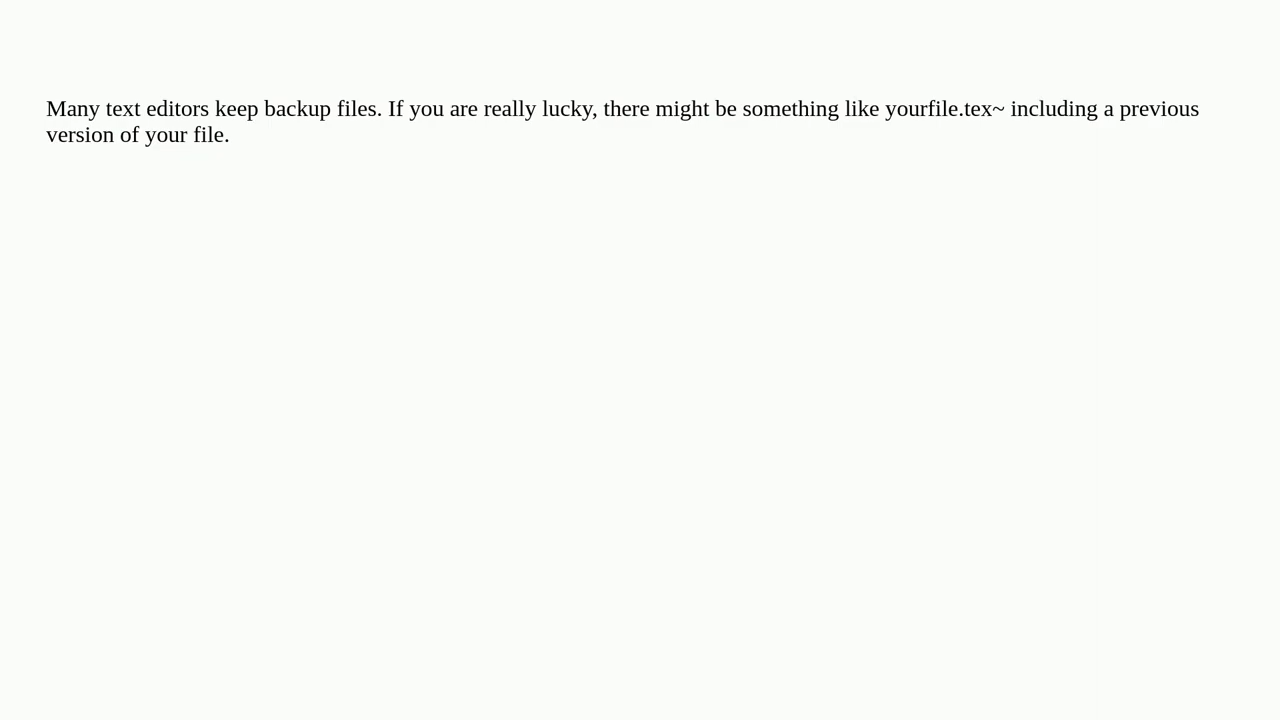 Many text editors keep backup files. If you are really lucky, there might be something like yourfile.tex~ including a previous
version of your file.